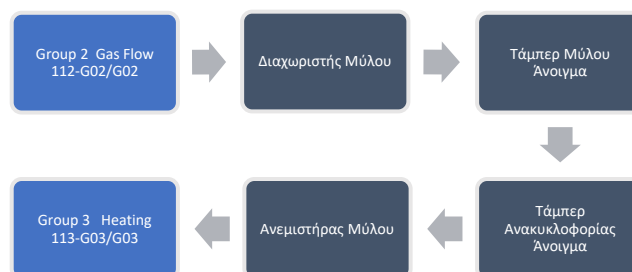 Group 2 Gas Flow
112-G02/G02
Διαχωριστής Μύλου
Τάμπερ Μύλου
Άνοιγμα
Τάμπερ
Ανακυκλοφορίας
Άνοιγμα
Ανεμιστήρας Μύλου
Group 3 Heating
113-G03/G03